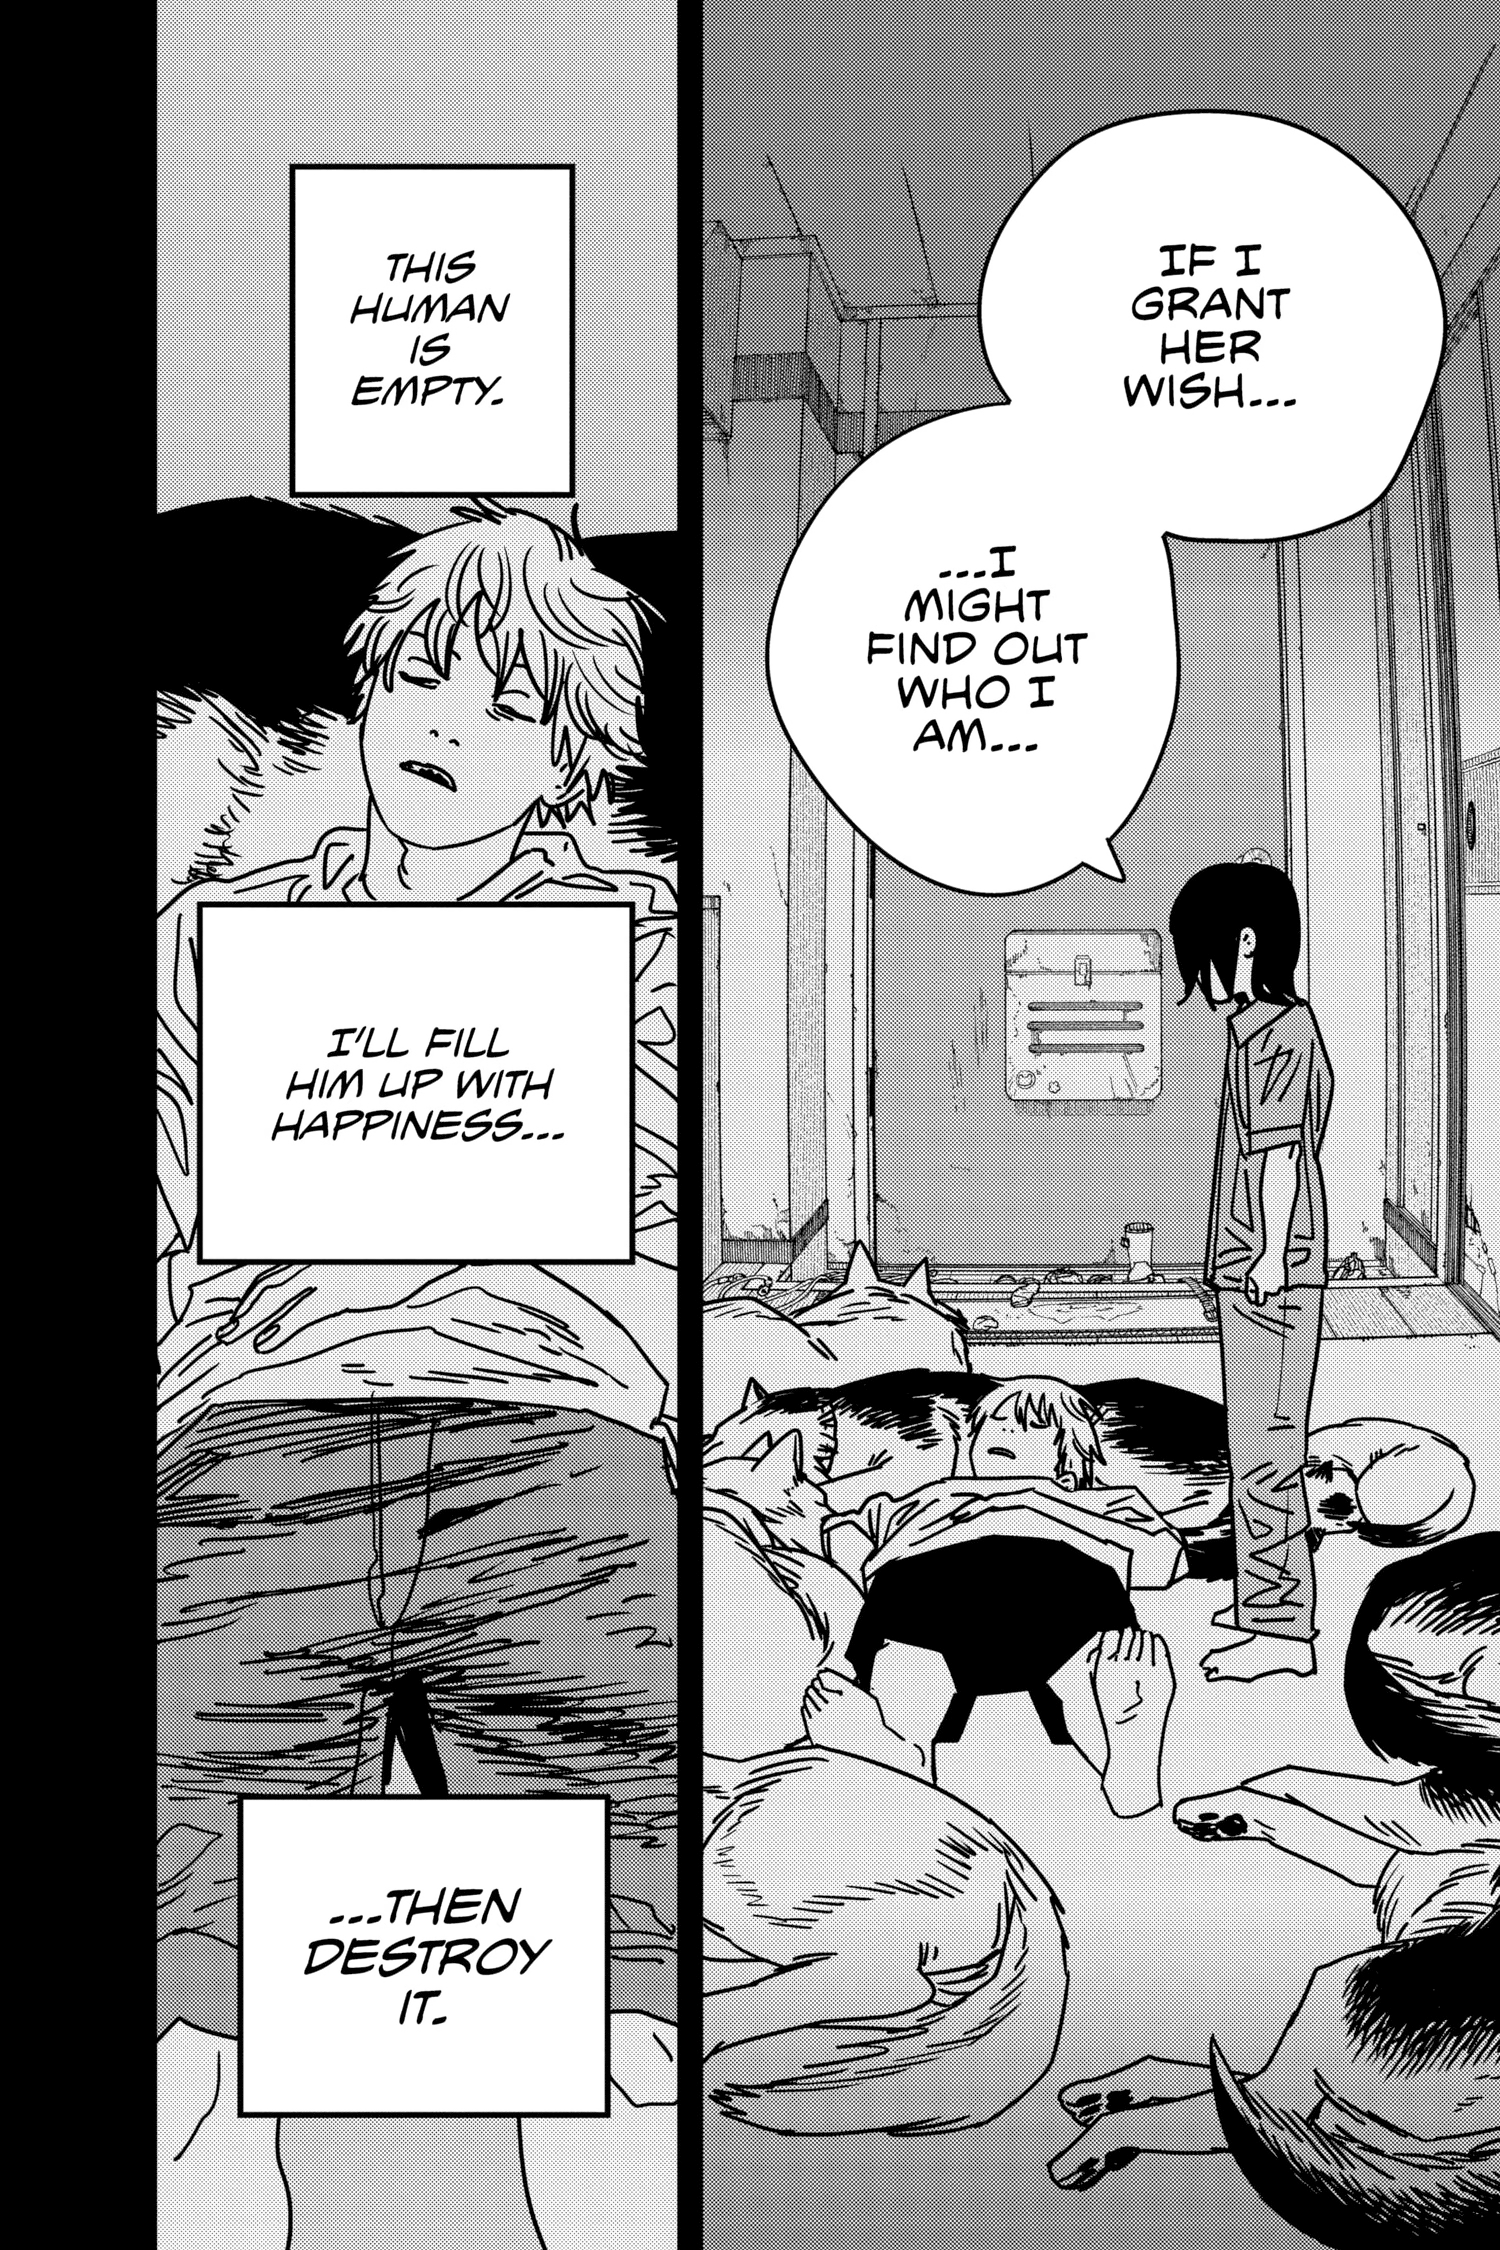 IF I
GRANT
HER
WISH...
...I
MIGHT
FIND OUT
WHO I
AM...
THIS
HUMAN
IS
EMPTY.
I'LL FILL
HIM UP WITH
HAPPINESS...
...THEN
DESTROY
IT.